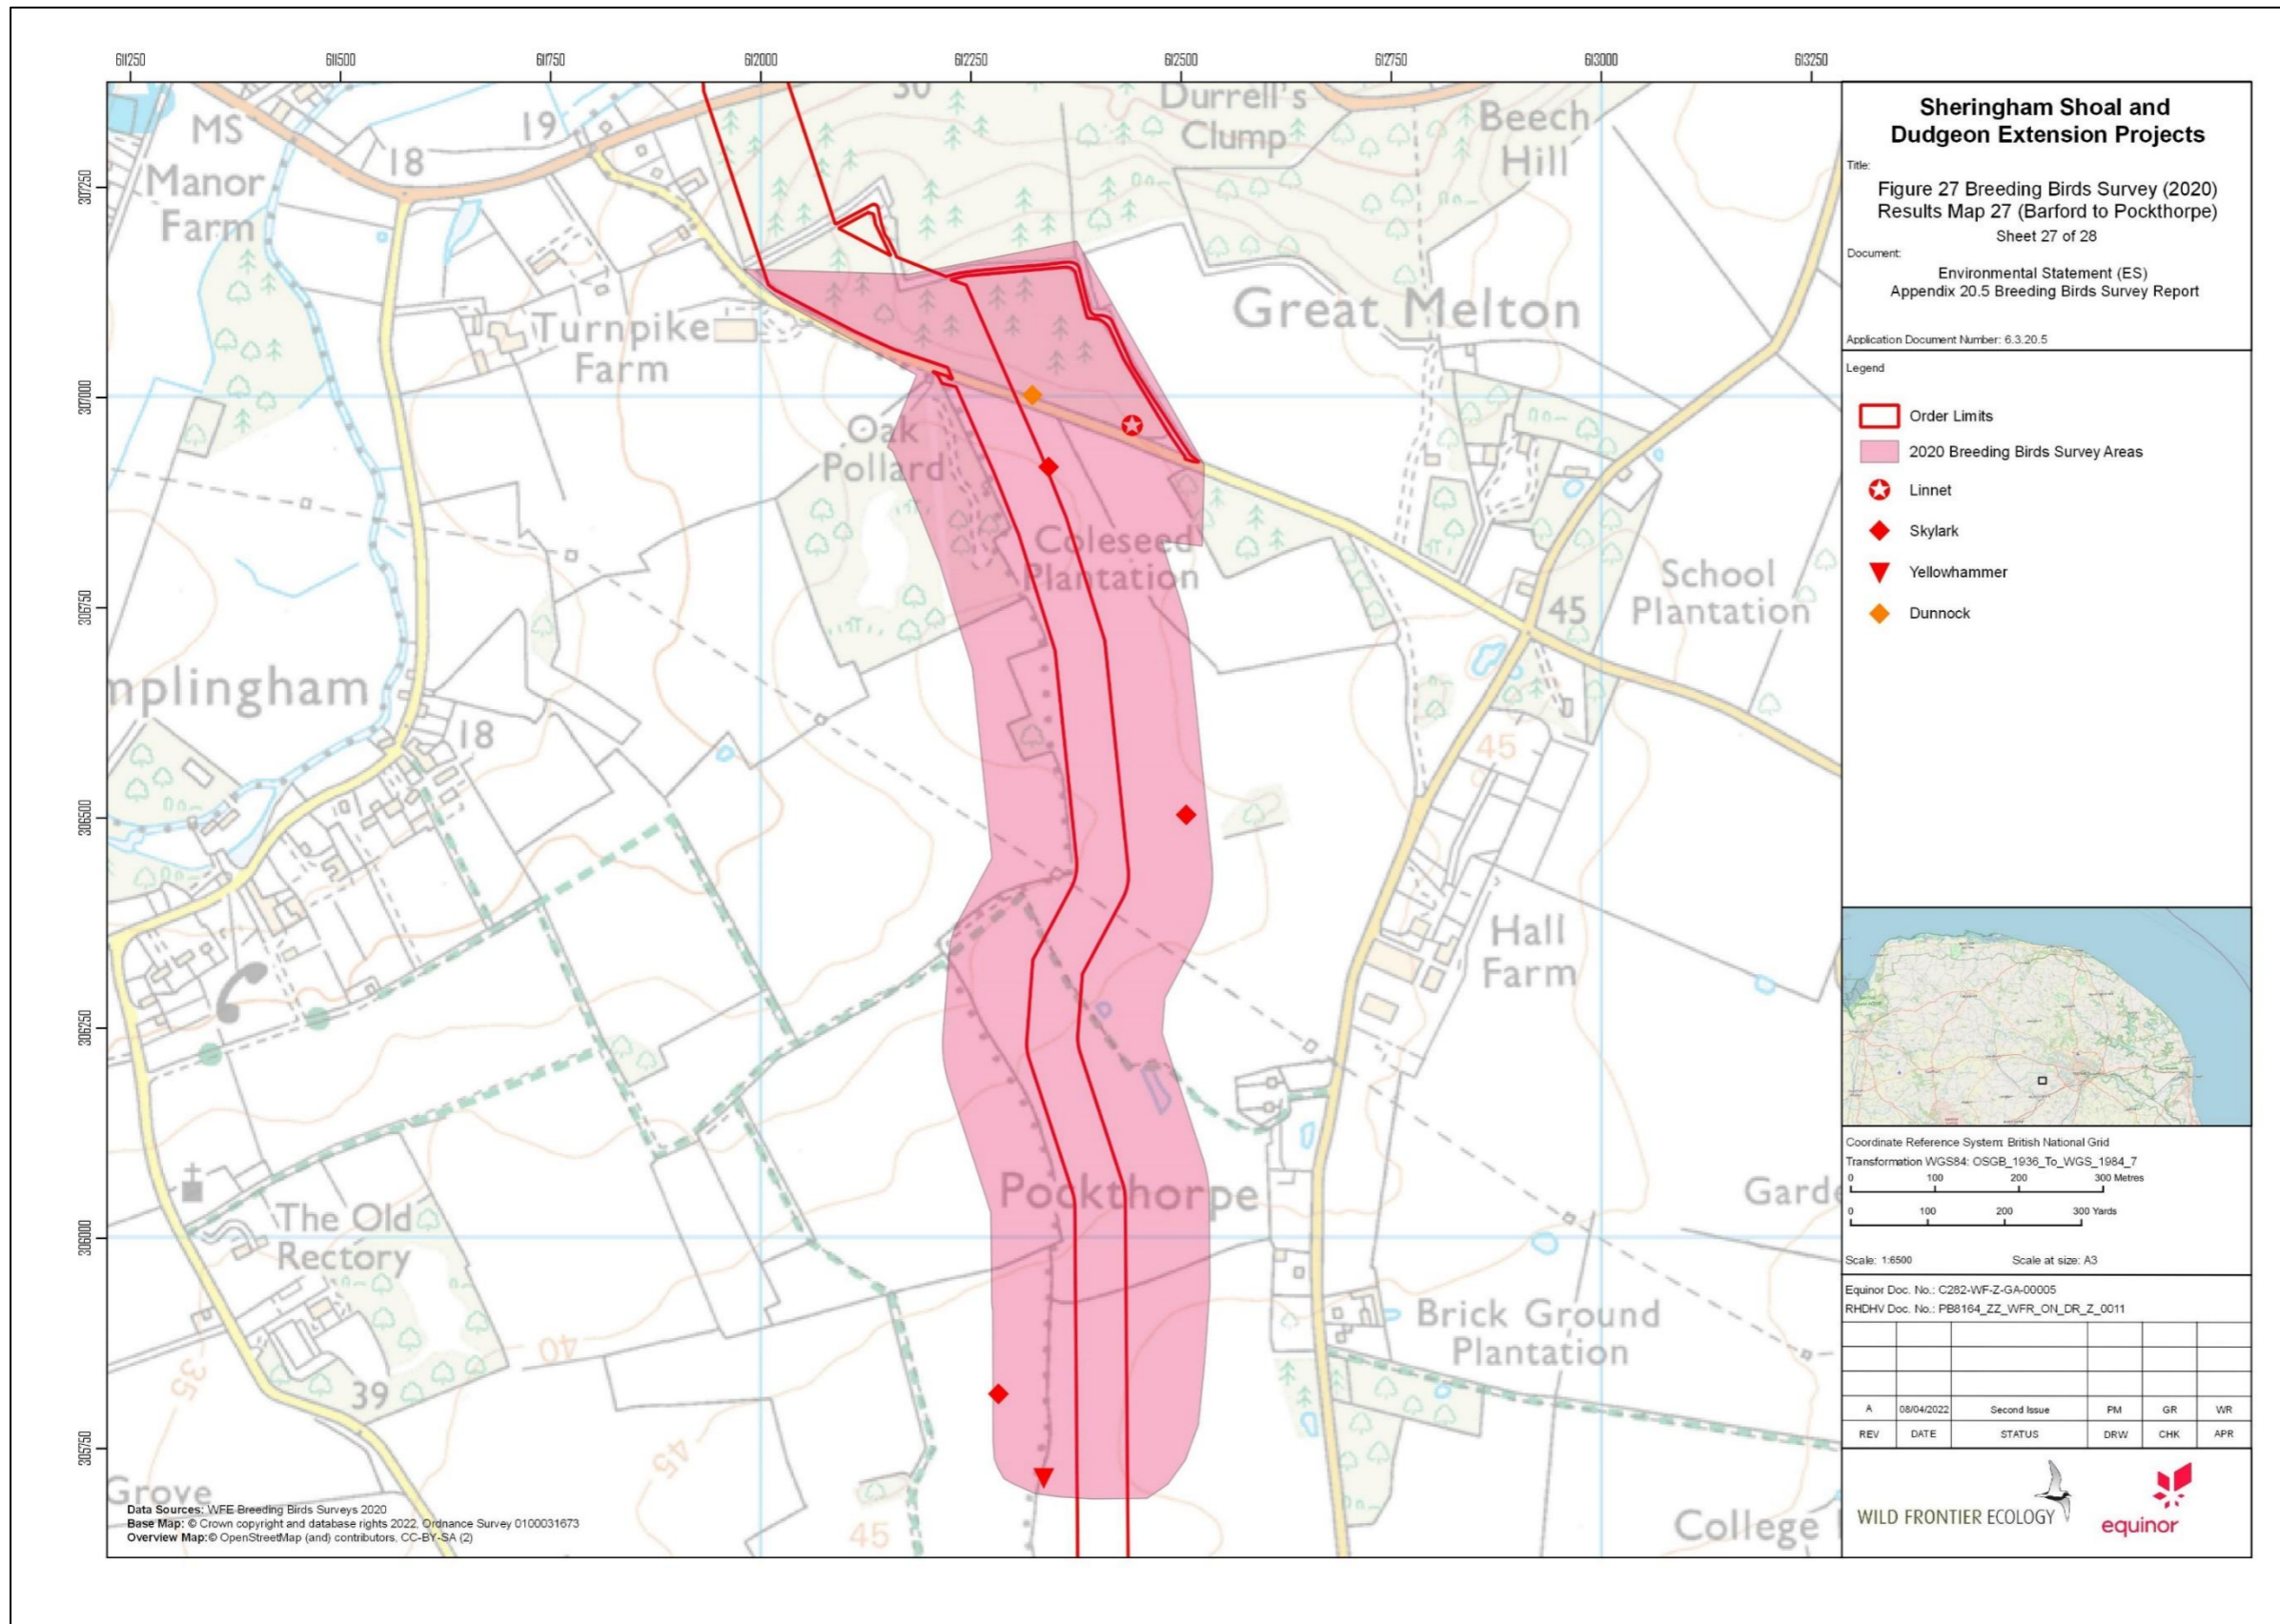 611250
611500
611750
612000
612250
612500
612750
613000
613250
307250
307000
306750
306500
306250
306000
305750
30
Durrell's
Clump
Beech
Hill
MS
19
18
Manor
Farm
Great Melton
Turnpike
Farm
Oak
Pollard
Coleseed
Plantation
School
Plantation
45
mplingham
18
45
Hall
Farm
Pockthorpe
Garde
The Old
Rectory
Brick Ground
Plantation
40
35
39
45
Grove
45
College
Data Sources: WFE Breeding Birds Surveys 2020
Base Map: © Crown copyright and database rights 2022, Ordnance Survey 0100031673
Overview Map:© OpenStreetMap (and) contributors, CC-BY-SA (2)
Sheringham Shoal and
Dudgeon Extension Projects
Title:
Figure 27 Breeding Birds Survey (2020)
Results Map 27 (Barford to Pockthorpe)
Sheet 27 of 28
Document:
Environmental Statement (ES)
Appendix 20.5 Breeding Birds Survey Report
Application Document Number: 6.3.20.5
Legend
Order Limits
2020 Breeding Birds Survey Areas
Linnet
Skylark
Yellowhammer
Dunnock
Coordinate Reference System: British National Grid
Transformation WGS84: OSGB_1936_To_WGS_1984_7
0 100 200 300 Metres
0 100 200 300 Yards
Scale: 1:6500 Scale at size: A3
Equinor Doc. No.: C282-WF-Z-GA-00005
RHDHV Doc. No.: PB8164_ZZ_WFR_ON_DR_Z_0011
A 08/04/2022 Second Issue PM GR WR
REV DATE STATUS DRW CHK APR
WILD FRONTIER ECOLOGY
equinor